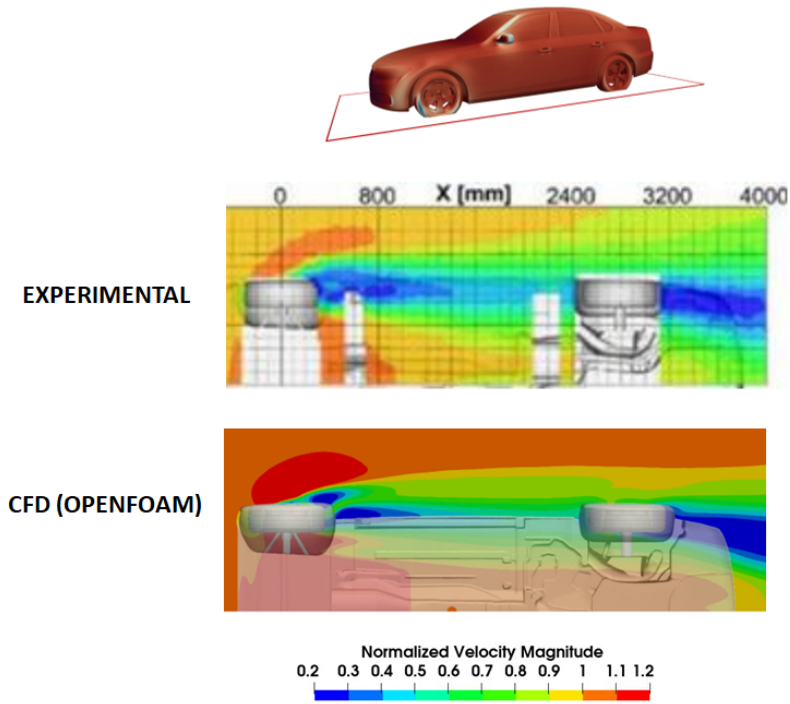 0 800 X [mm] 2400 3200 4000
EXPERIMENTAL
CFD (OPENFOAM)
Normalized Velocity Magnitude
0.2 0.3 0.4 0.5 0.6 0.7 0.8 0.9 1 1.1 1.2